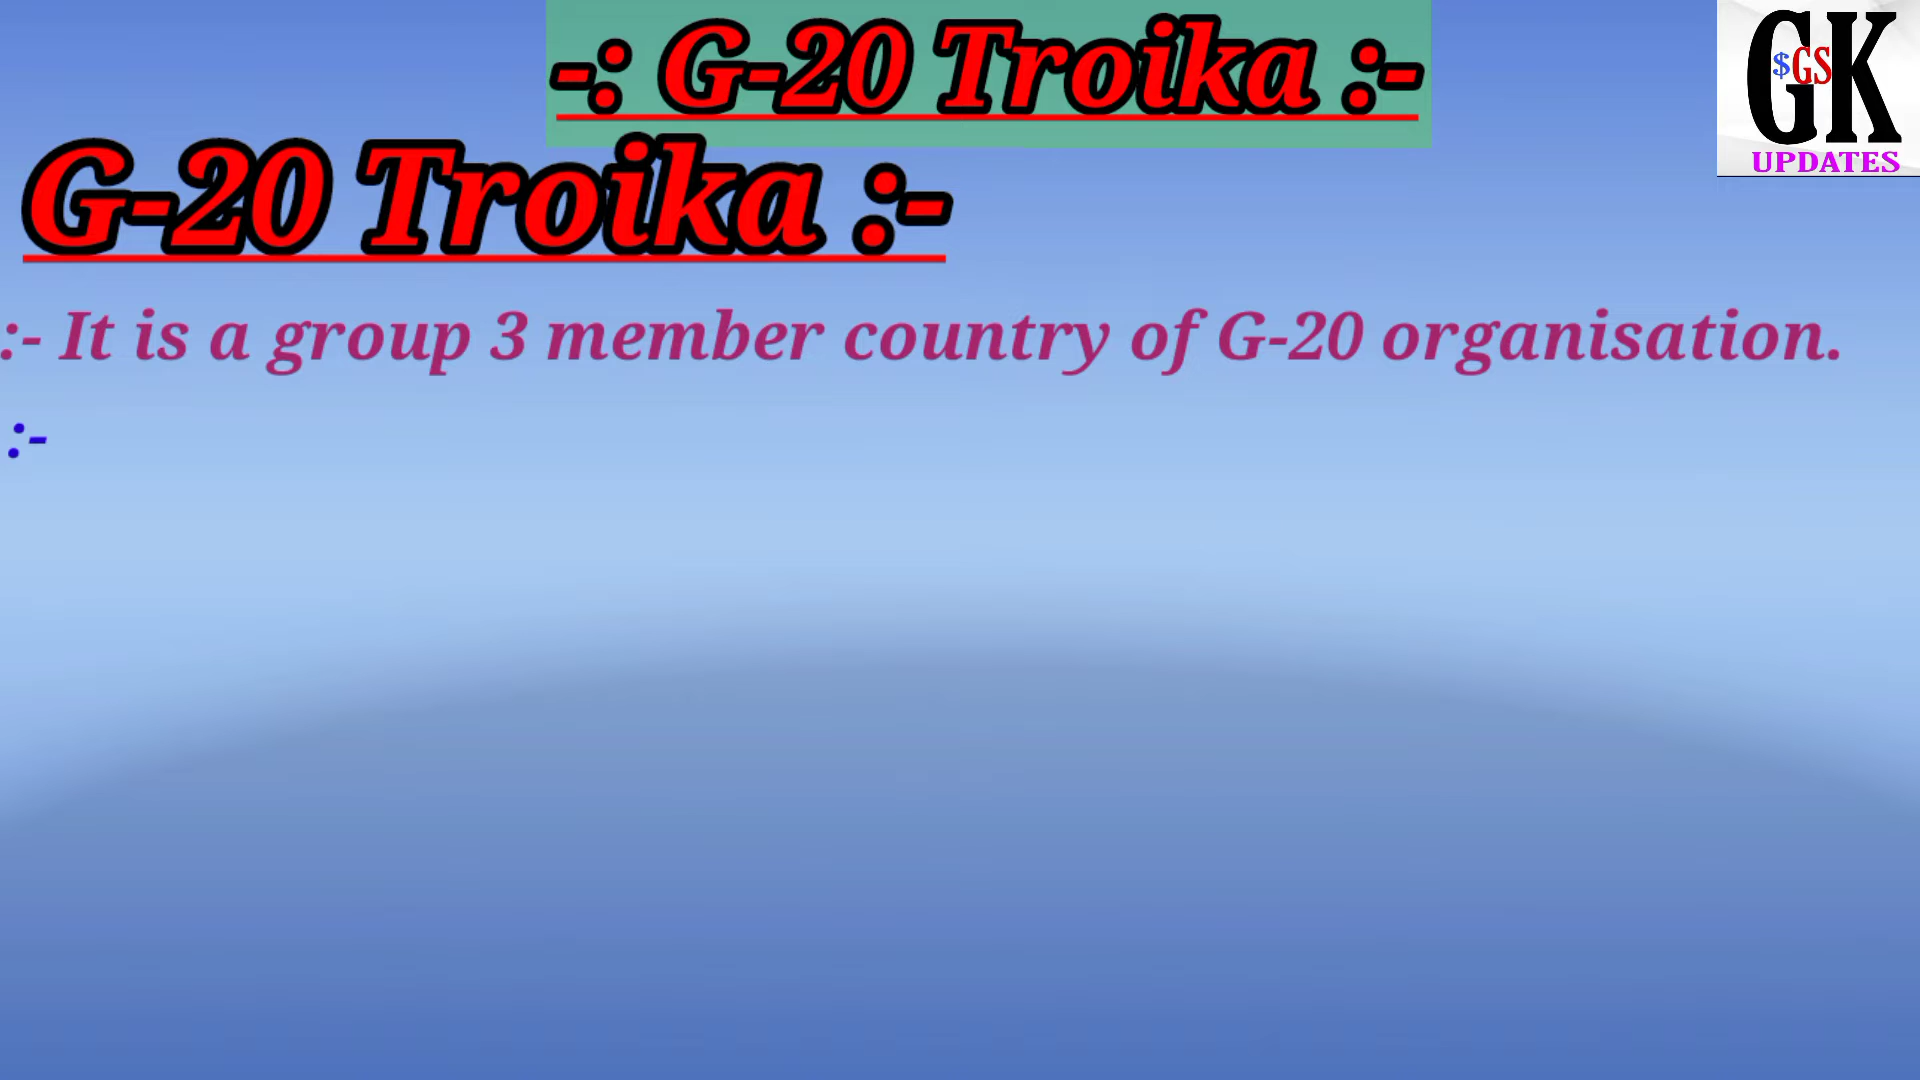 -: G-20 Troika :-
GK
$GS
UPDATES
G-20 Troika :-
:- It is a group 3 member country of G-20 organisation.
:-